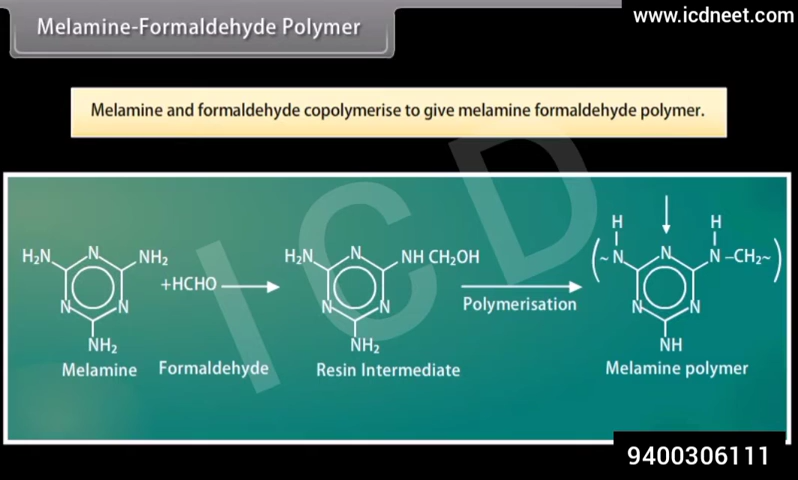 www.icdneet.com
Melamine-Formaldehyde Polymer
Melamine and formaldehyde copolymerise to give melamine formaldehyde polymer.
ICD
H₂N N NH₂
N N
NH₂
Melamine
+HCHO
Formaldehyde
H₂N N NH CH₂OH
N N
NH₂
Resin Intermediate
Polymerisation
H H
(~N N N–CH₂~)
N N
NH
Melamine polymer
9400306111